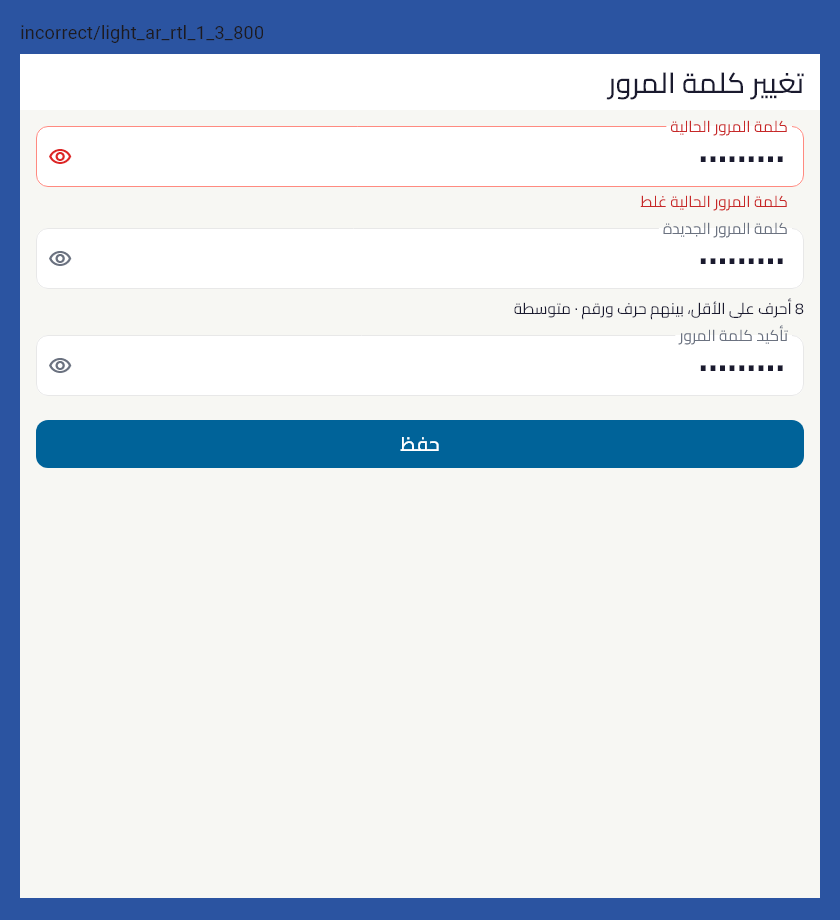 incorrect/light_ar_rtl_1_3_800
تغيير كلمة المرور
كلمة المرور الحالية
•••••••••
كلمة المرور الحالية غلط
كلمة المرور الجديدة
•••••••••
8 أحرف على الأقل، بينهم حرف ورقم · متوسطة
تأكيد كلمة المرور
•••••••••
حفظ